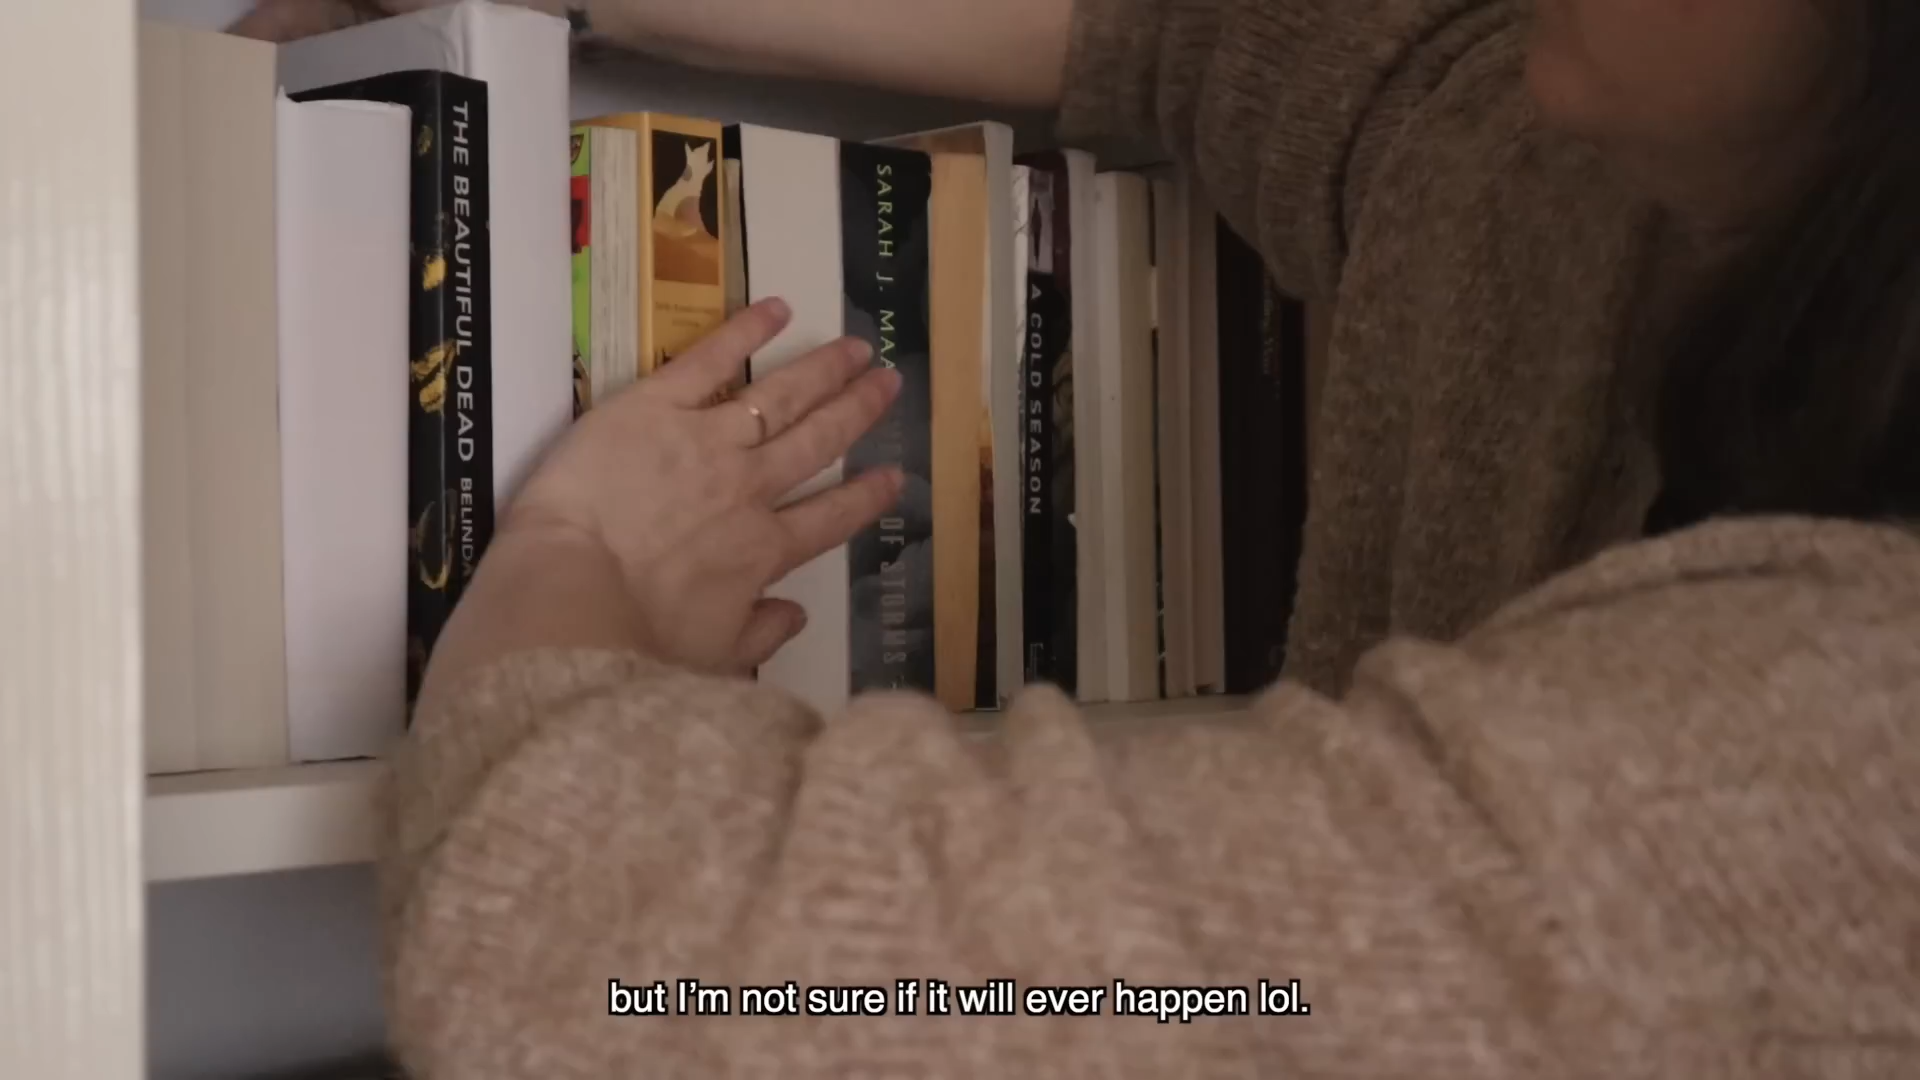 THE BEAUTIFUL DEAD BELINDA
SARAH J. MAA
OF STORMS
A COLD SEASON
but I'm not sure if it will ever happen lol.